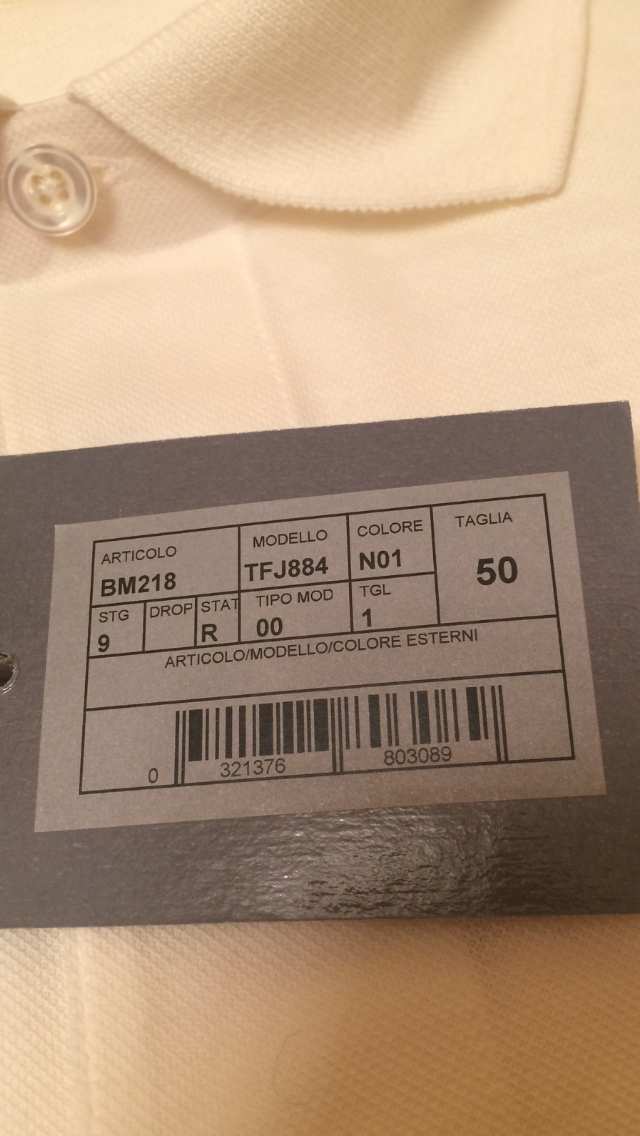 ARTICOLO MODELLO COLORE TAGLIA
BM218 TFJ884 N01 50
STG DROP STAT TIPO MOD TGL
9 R 00 1
ARTICOLO/MODELLO/COLORE ESTERNI
0 321376 803089